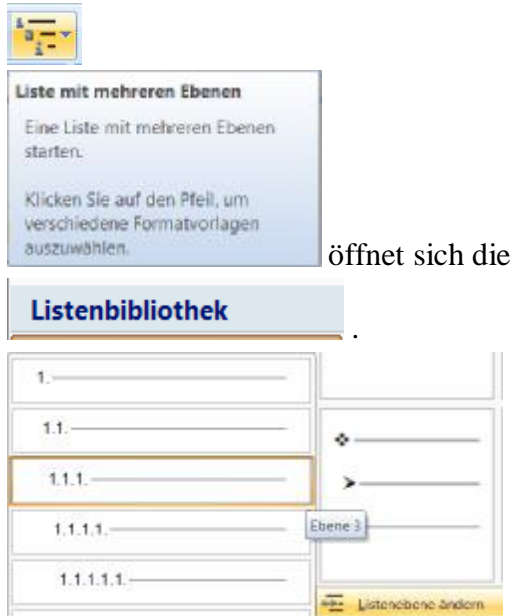 Liste mit mehreren Ebenen
Eine Liste mit mehreren Ebenen
starten.
Klicken Sie auf den Pfeil, um
verschiedene Formatvorlagen
auszuwählen.
öffnet sich die
Listenbibliothek
.
1.
1.1.
1.1.1.
1.1.1.1.
Ebene 3
1.1.1.1.1.
Listenebene ändern